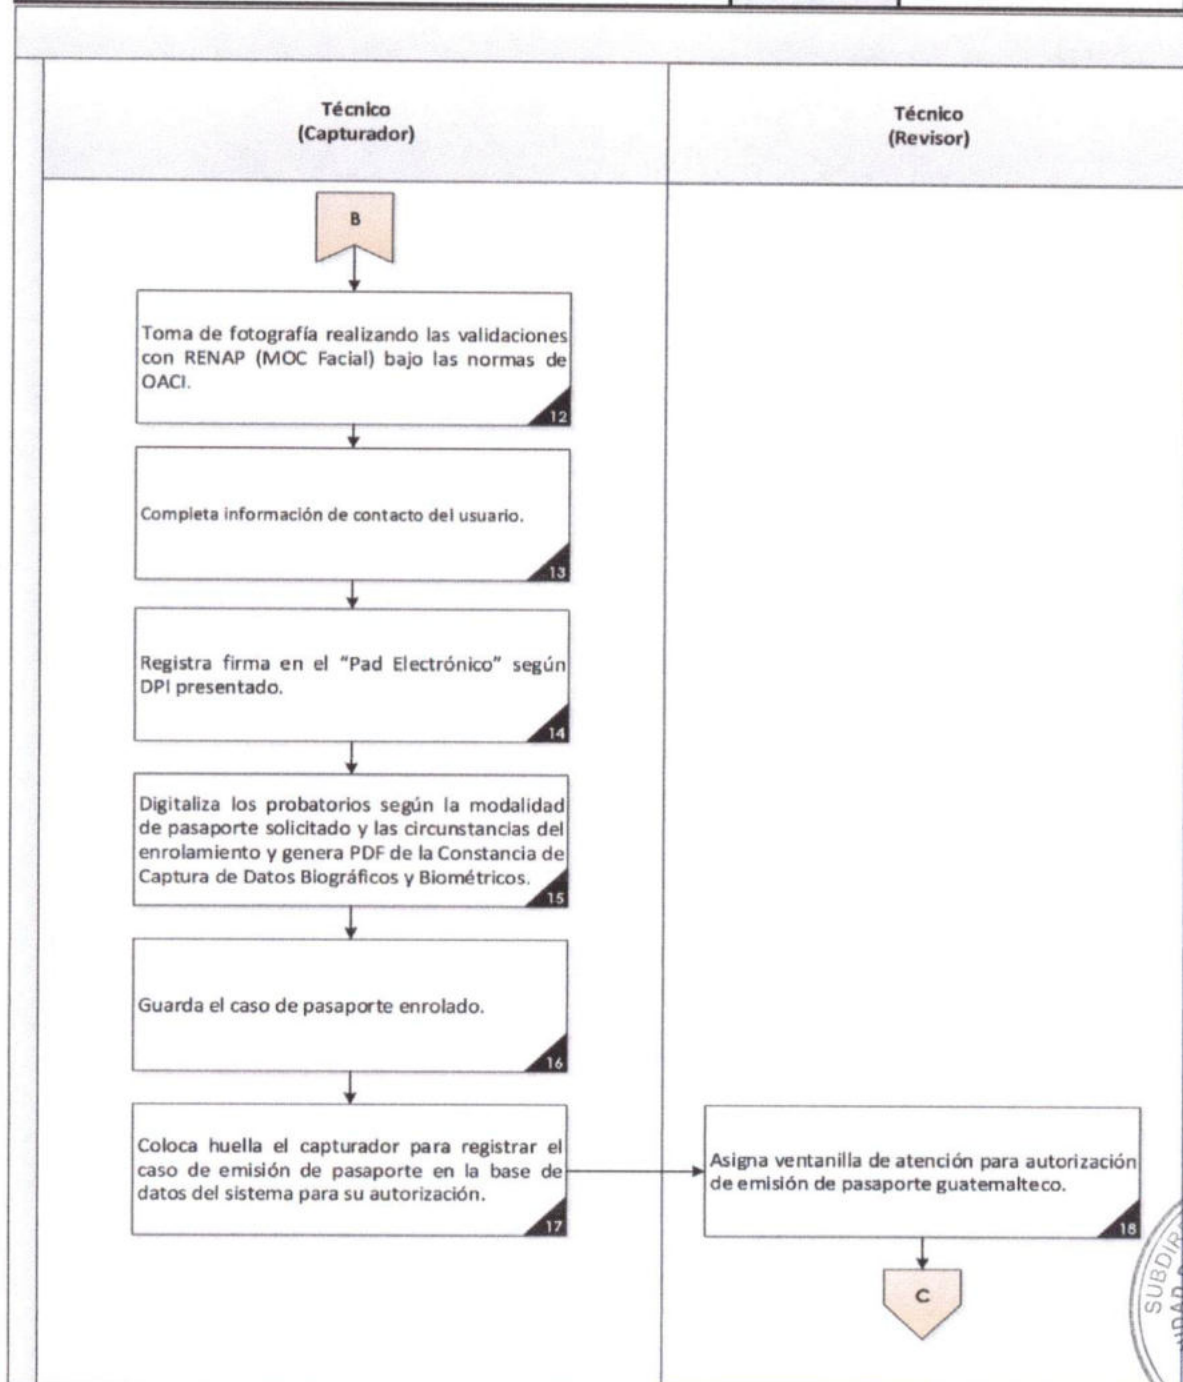 Técnico
(Capturador)
Técnico
(Revisor)
B
Toma de fotografía realizando las validaciones
con RENAP (MOC Facial) bajo las normas de
OACI.
12
Completa información de contacto del usuario.
13
Registra firma en el “Pad Electrónico” según
DPI presentado.
14
Digitaliza los probatorios según la modalidad
de pasaporte solicitado y las circunstancias del
enrolamiento y genera PDF de la Constancia de
Captura de Datos Biográficos y Biométricos.
15
Guarda el caso de pasaporte enrolado.
16
Coloca huella el capturador para registrar el
caso de emisión de pasaporte en la base de
datos del sistema para su autorización.
17
Asigna ventanilla de atención para autorización
de emisión de pasaporte guatemalteco.
18
C